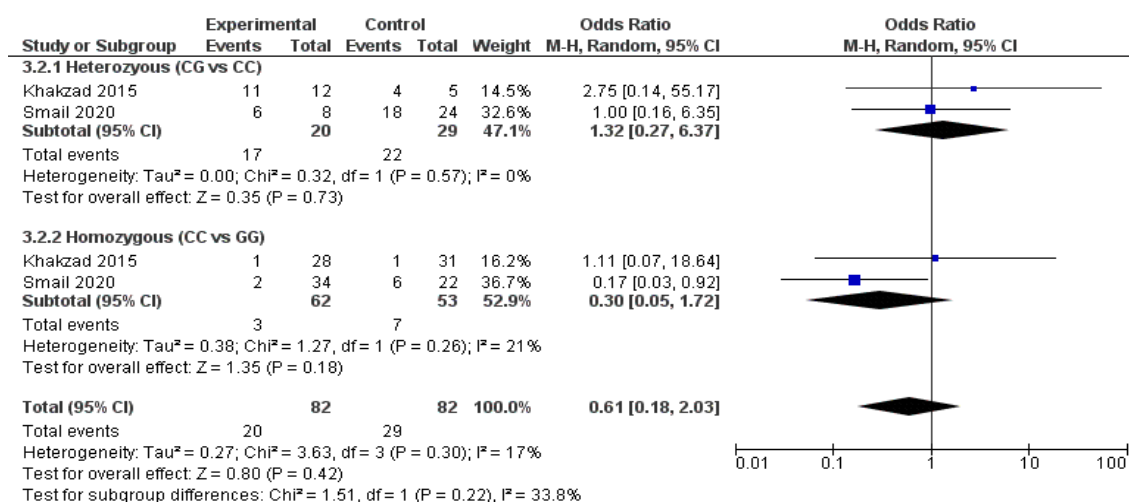 Experimental Control Odds Ratio Odds Ratio
Study or Subgroup Events Total Events Total Weight M-H, Random, 95% CI M-H, Random, 95% CI
3.2.1 Heterozyous (CG vs CC)
Khakzad 2015 11 12 4 5 14.5% 2.75 [0.14, 55.17]
Smail 2020 6 8 18 24 32.6% 1.00 [0.16, 6.35]
Subtotal (95% CI) 20 29 47.1% 1.32 [0.27, 6.37]
Total events 17 22
Heterogeneity: Tau² = 0.00; Chi² = 0.32, df = 1 (P = 0.57); I² = 0%
Test for overall effect: Z = 0.35 (P = 0.73)
3.2.2 Homozygous (CC vs GG)
Khakzad 2015 1 28 1 31 16.2% 1.11 [0.07, 18.64]
Smail 2020 2 34 6 22 36.7% 0.17 [0.03, 0.92]
Subtotal (95% CI) 62 53 52.9% 0.30 [0.05, 1.72]
Total events 3 7
Heterogeneity: Tau² = 0.38; Chi² = 1.27, df = 1 (P = 0.26); I² = 21%
Test for overall effect: Z = 1.35 (P = 0.18)
Total (95% CI) 82 82 100.0% 0.61 [0.18, 2.03]
Total events 20 29
Heterogeneity: Tau² = 0.27; Chi² = 3.63, df = 3 (P = 0.30); I² = 17%
Test for overall effect: Z = 0.80 (P = 0.42)
Test for subgroup differences: Chi² = 1.51, df = 1 (P = 0.22), I² = 33.8%
0.01 0.1 1 10 100